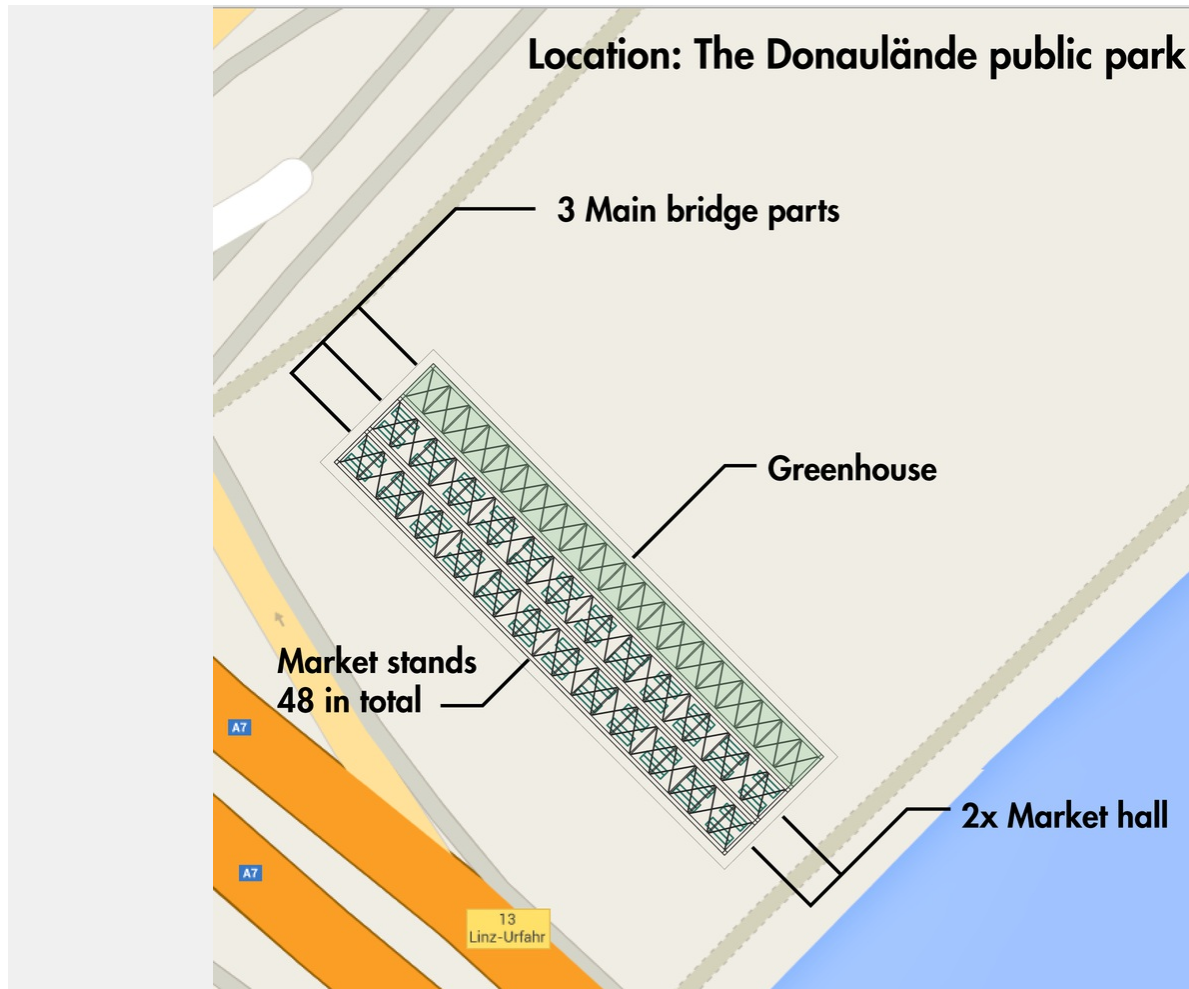 Location: The Donaulände public park
3 Main bridge parts
Greenhouse
Market stands
48 in total
A7
2x Market hall
A7
13
Linz-Urfahr